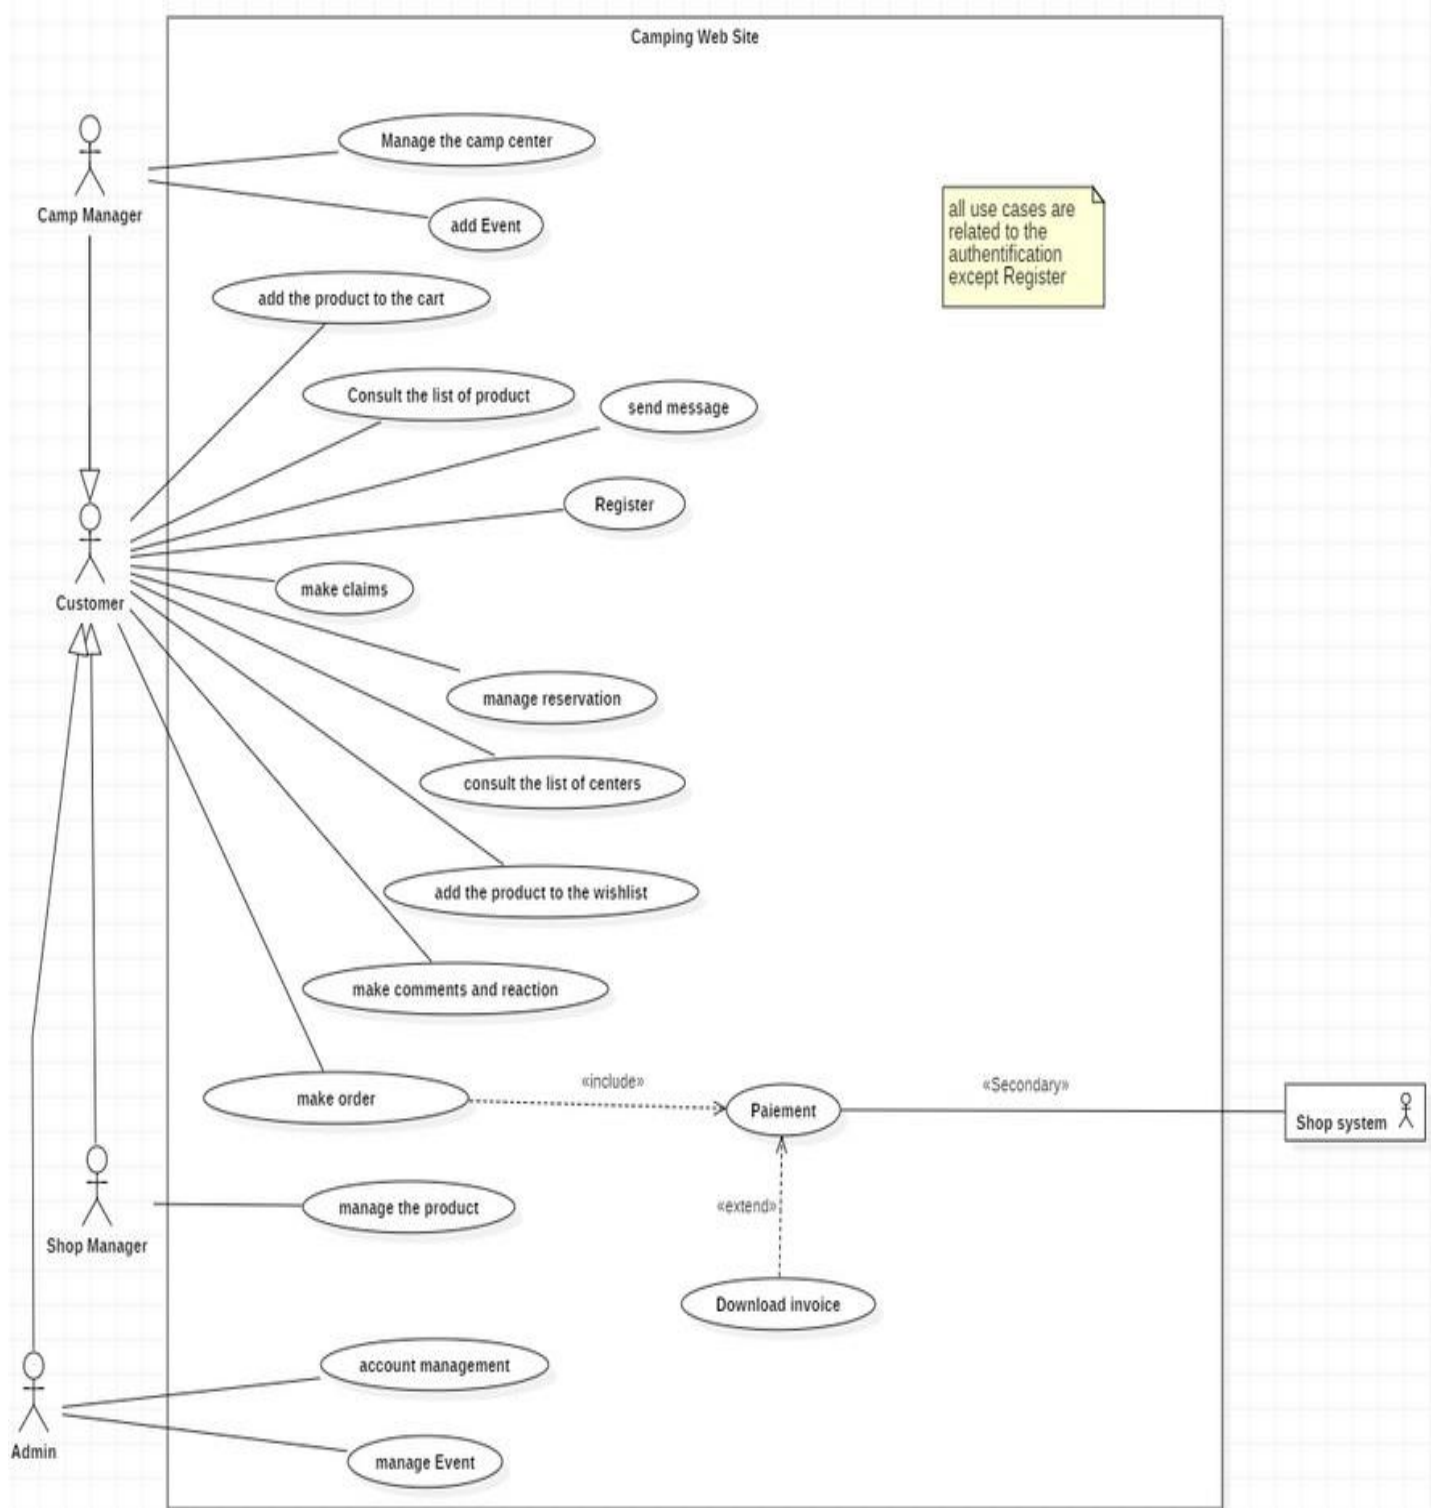 Camping Web Site
Manage the camp center
Camp Manager
add Event
all use cases are
related to the
authentification
except Register
add the product to the cart
Consult the list of product
send message
Register
make claims
Customer
manage reservation
consult the list of centers
add the product to the wishlist
make comments and reaction
make order
«include»
Paiement
«Secondary»
Shop system
manage the product
«extend»
Shop Manager
Download invoice
account management
Admin
manage Event